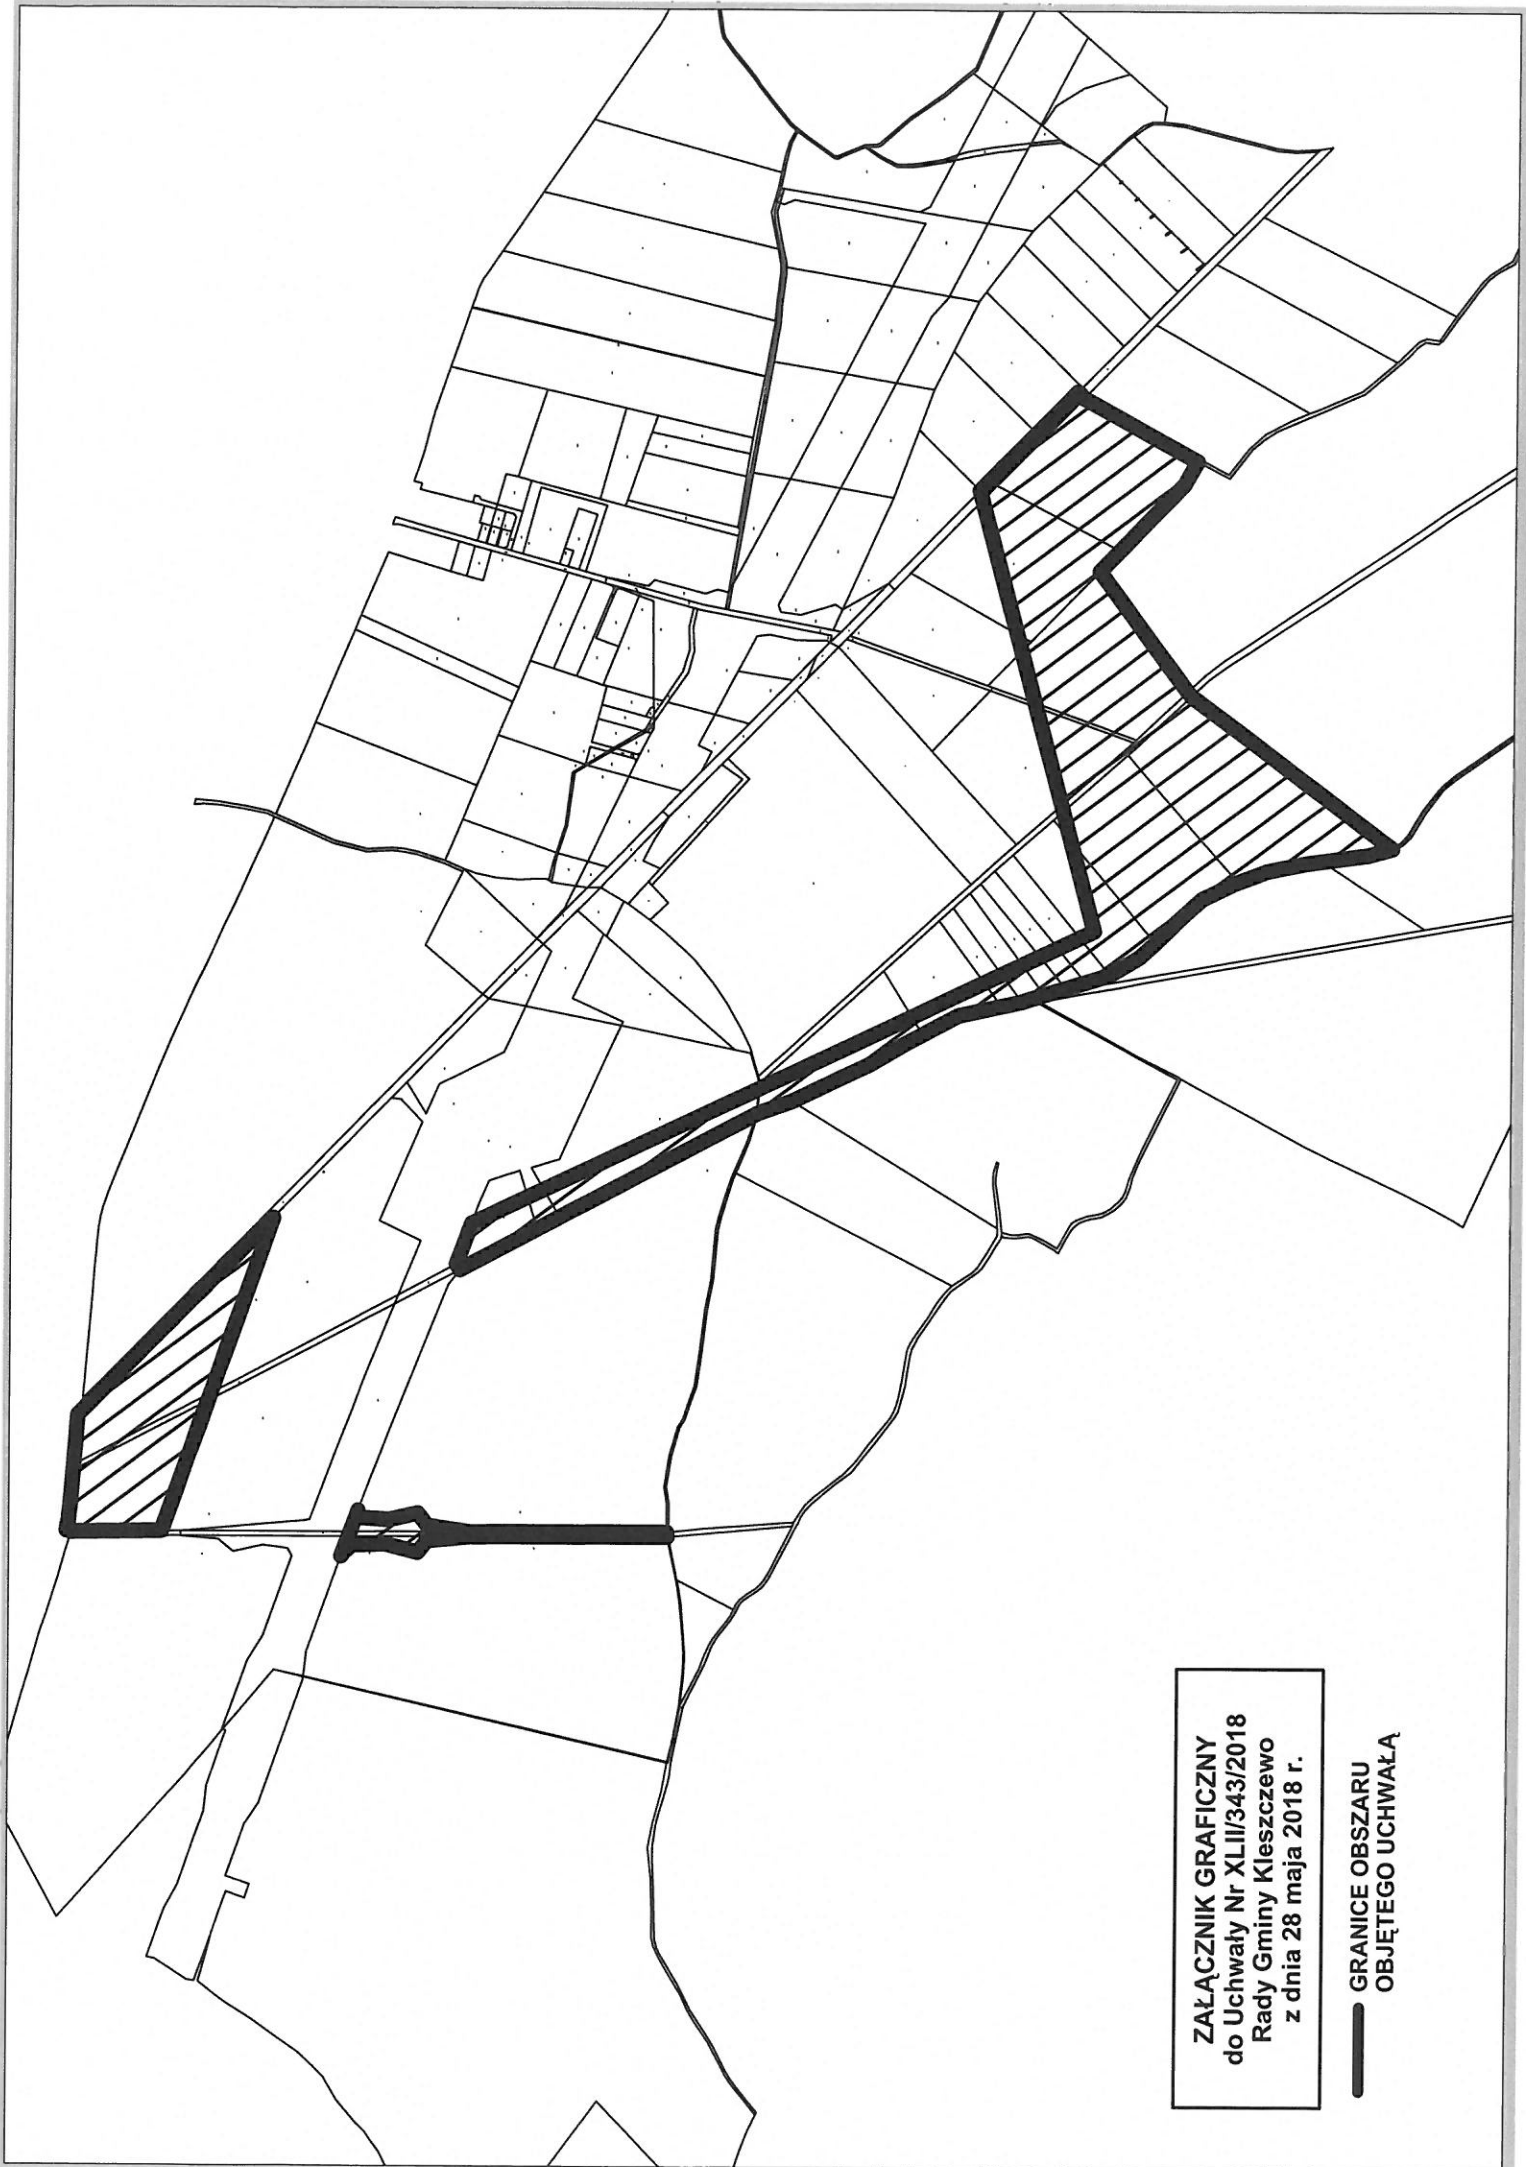 ZAŁĄCZNIK GRAFICZNY
do Uchwały Nr XLII/343/2018
Rady Gminy Kleszczewo
z dnia 28 maja 2018 r.
GRANICE OBSZARU
OBJĘTEGO UCHWAŁĄ